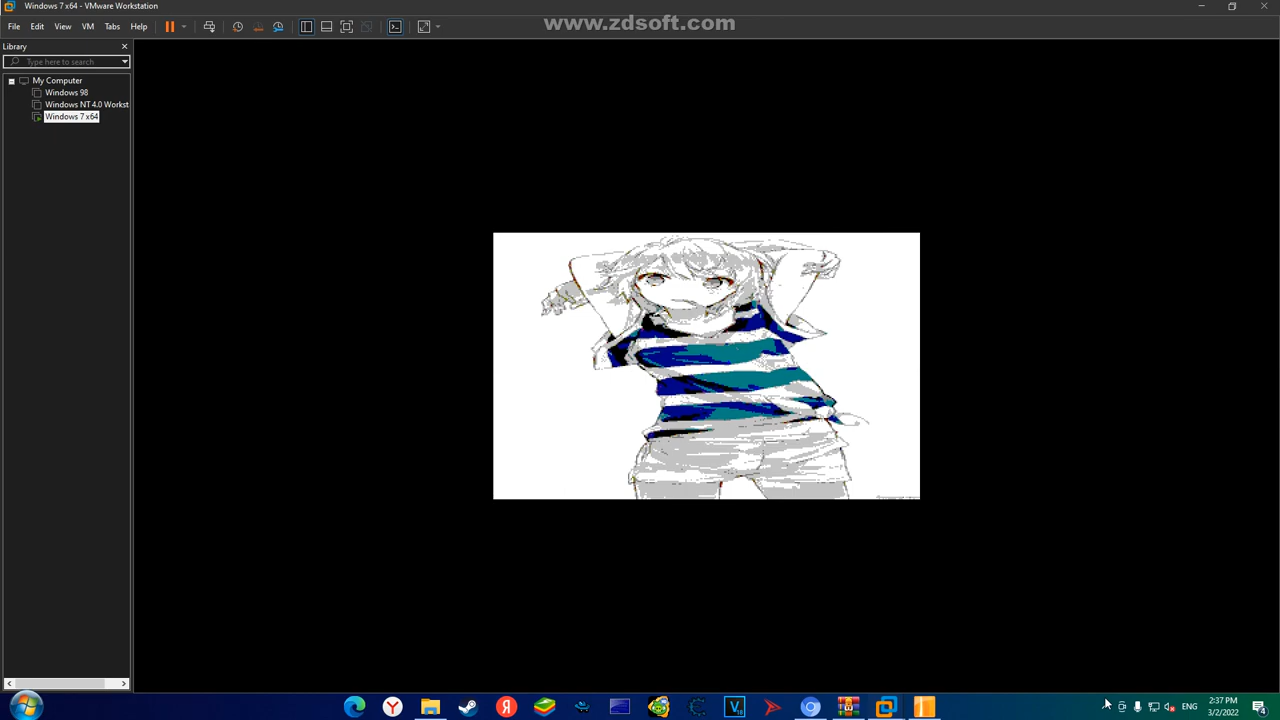 Windows 7 x64 - VMware Workstation
www.zdsoft.com
File Edit View VM Tabs Help
Library
Type here to search
My Computer
Windows 98
Windows NT 4.0 Workst
Windows 7 x64
ENG
2:37 PM
3/2/2022